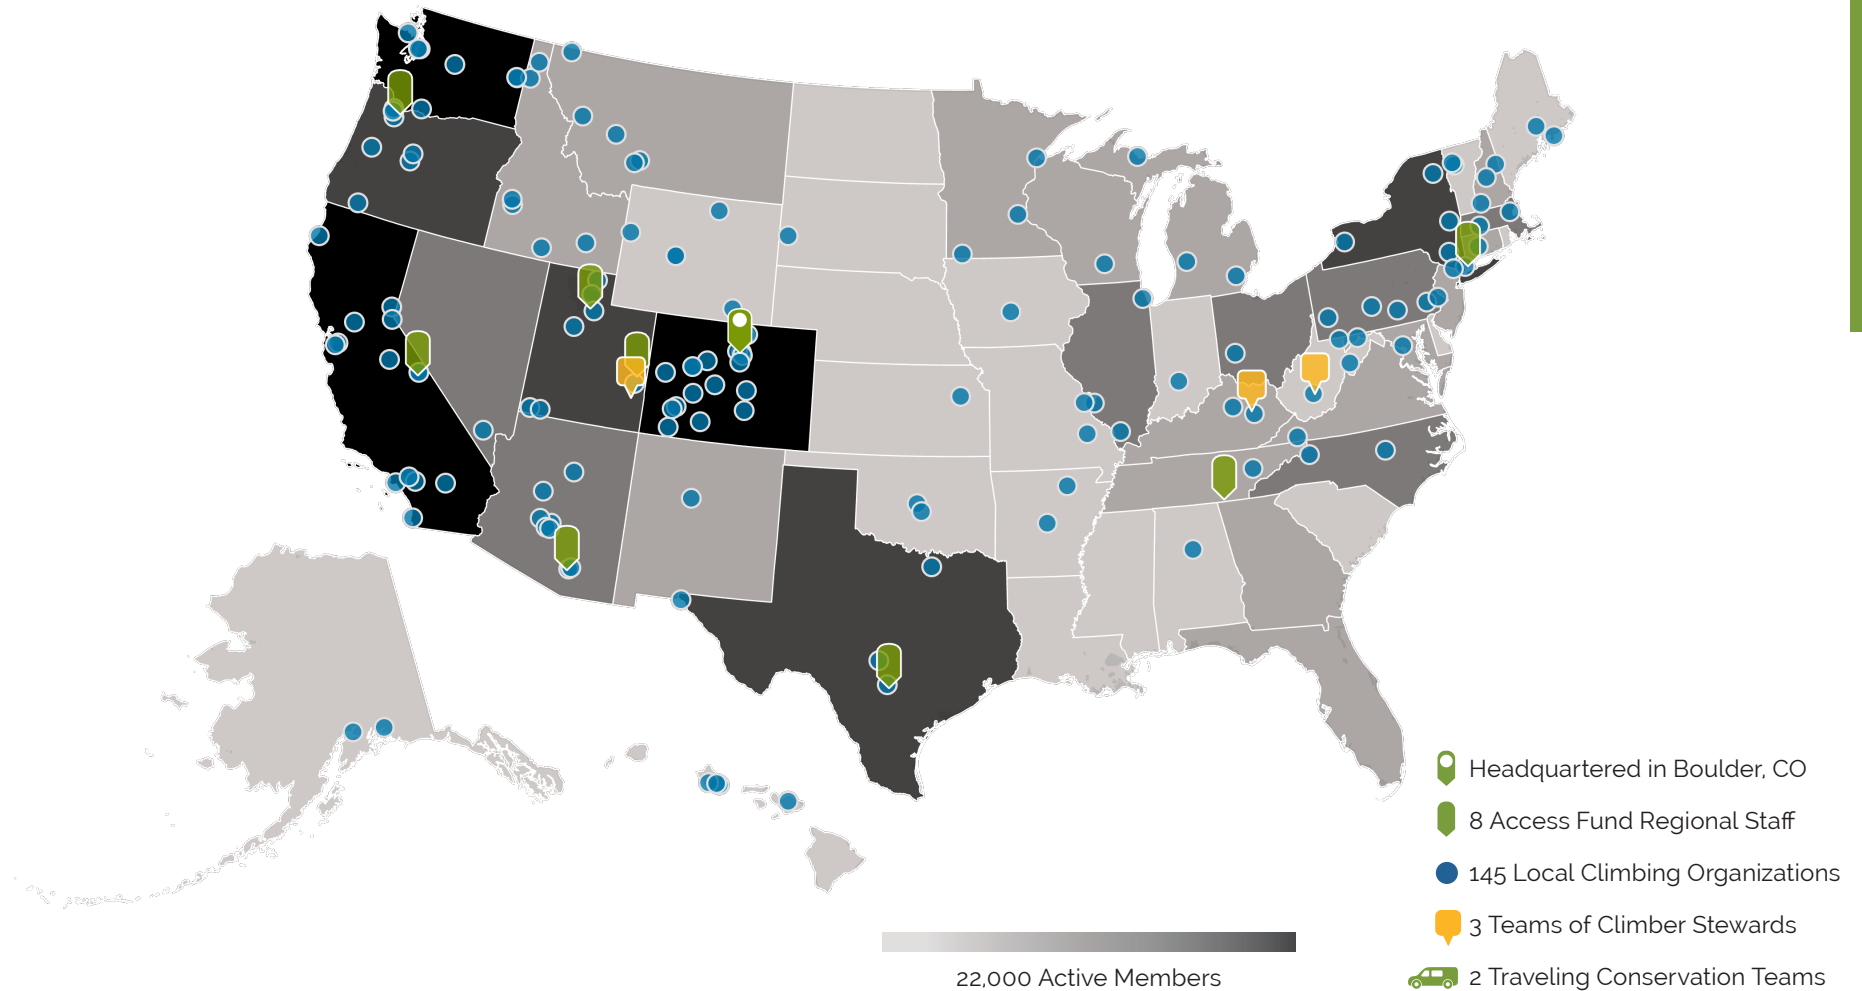 Headquartered in Boulder, CO
8 Access Fund Regional Staff
145 Local Climbing Organizations
3 Teams of Climber Stewards
2 Traveling Conservation Teams
22,000 Active Members